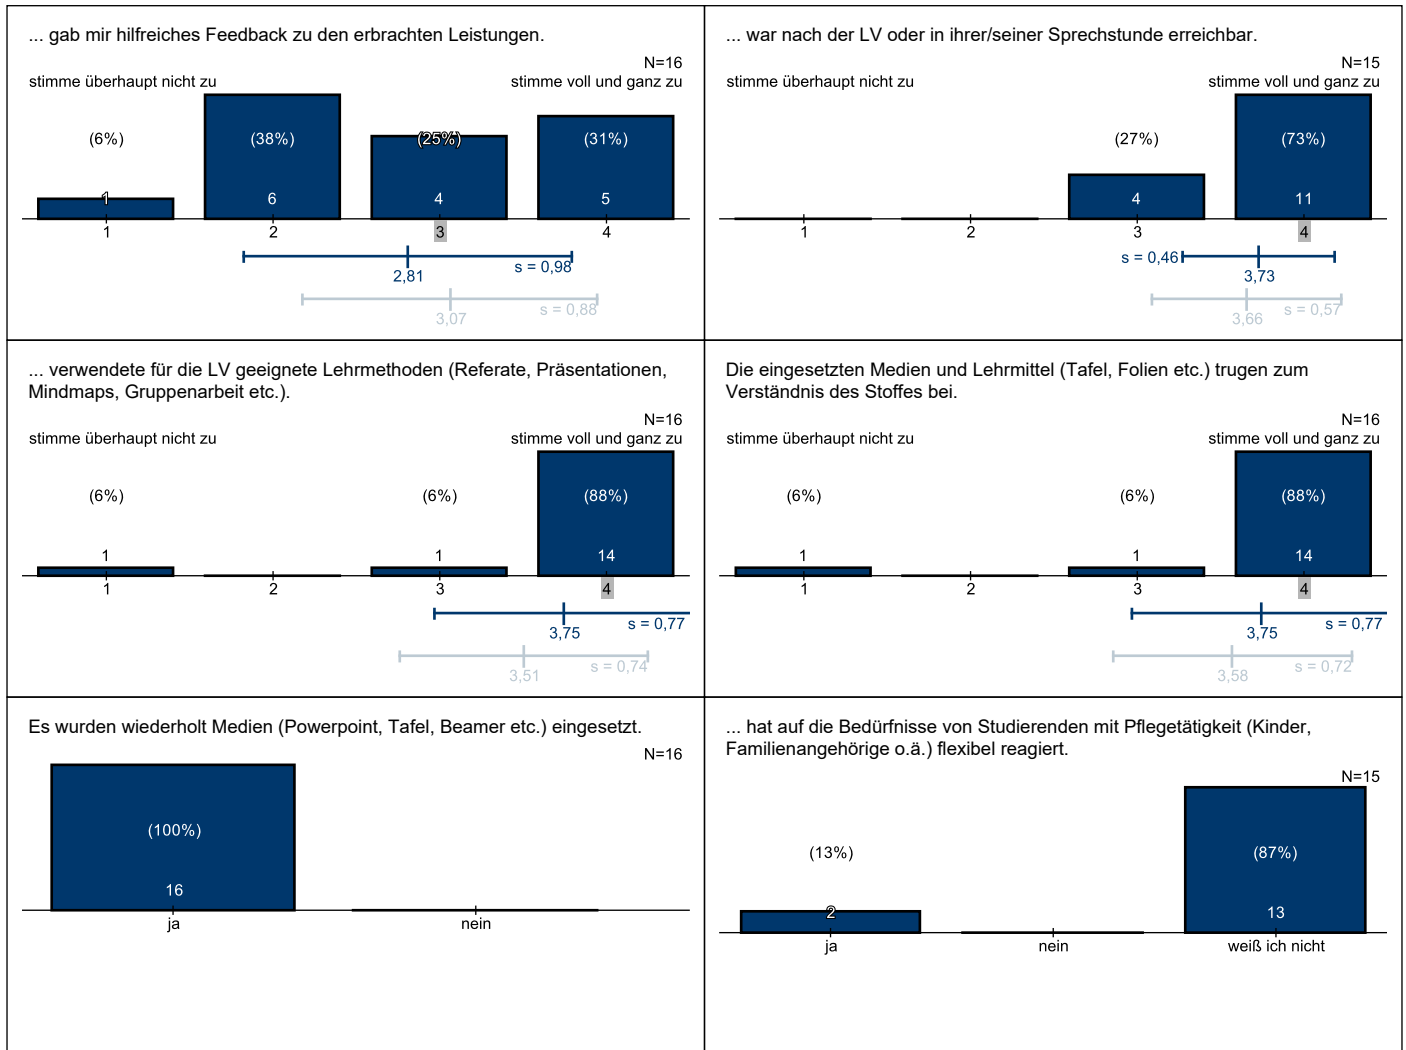 ... gab mir hilfreiches Feedback zu den erbrachten Leistungen.
N=16
stimme überhaupt nicht zu stimme voll und ganz zu
(6%) (38%) (25%) (31%)
1 6 4 5
1 2 3 4
s = 0,98
2,81
s = 0,88
3,07
... war nach der LV oder in ihrer/seiner Sprechstunde erreichbar.
N=15
stimme überhaupt nicht zu stimme voll und ganz zu
(27%) (73%)
4 11
1 2 3 4
s = 0,46
3,73
s = 0,57
3,66
... verwendete für die LV geeignete Lehrmethoden (Referate, Präsentationen,
Mindmaps, Gruppenarbeit etc.).
N=16
stimme überhaupt nicht zu stimme voll und ganz zu
(6%) (6%) (88%)
1 1 14
1 2 3 4
s = 0,77
3,75
s = 0,74
3,51
Die eingesetzten Medien und Lehrmittel (Tafel, Folien etc.) trugen zum
Verständnis des Stoffes bei.
N=16
stimme überhaupt nicht zu stimme voll und ganz zu
(6%) (6%) (88%)
1 1 14
1 2 3 4
s = 0,77
3,75
s = 0,72
3,58
Es wurden wiederholt Medien (Powerpoint, Tafel, Beamer etc.) eingesetzt.
N=16
(100%)
16
ja nein
... hat auf die Bedürfnisse von Studierenden mit Pflegetätigkeit (Kinder,
Familienangehörige o.ä.) flexibel reagiert.
N=15
(13%) (87%)
2 13
ja nein weiß ich nicht